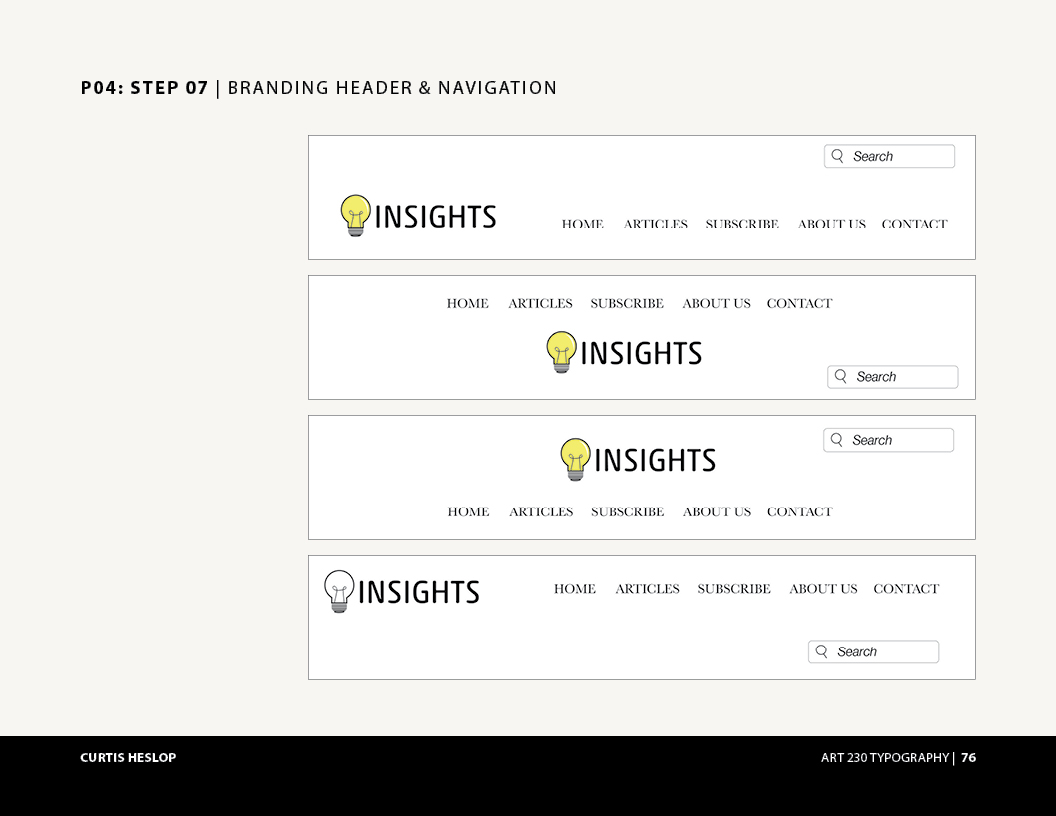 P04: STEP 07 | BRANDING HEADER & NAVIGATION
Search
INSIGHTS
HOME ARTICLES SUBSCRIBE ABOUT US CONTACT
HOME ARTICLES SUBSCRIBE ABOUT US CONTACT
INSIGHTS
Search
Search
INSIGHTS
HOME ARTICLES SUBSCRIBE ABOUT US CONTACT
INSIGHTS
HOME ARTICLES SUBSCRIBE ABOUT US CONTACT
Search
CURTIS HESLOP
ART 230 TYPOGRAPHY | 76